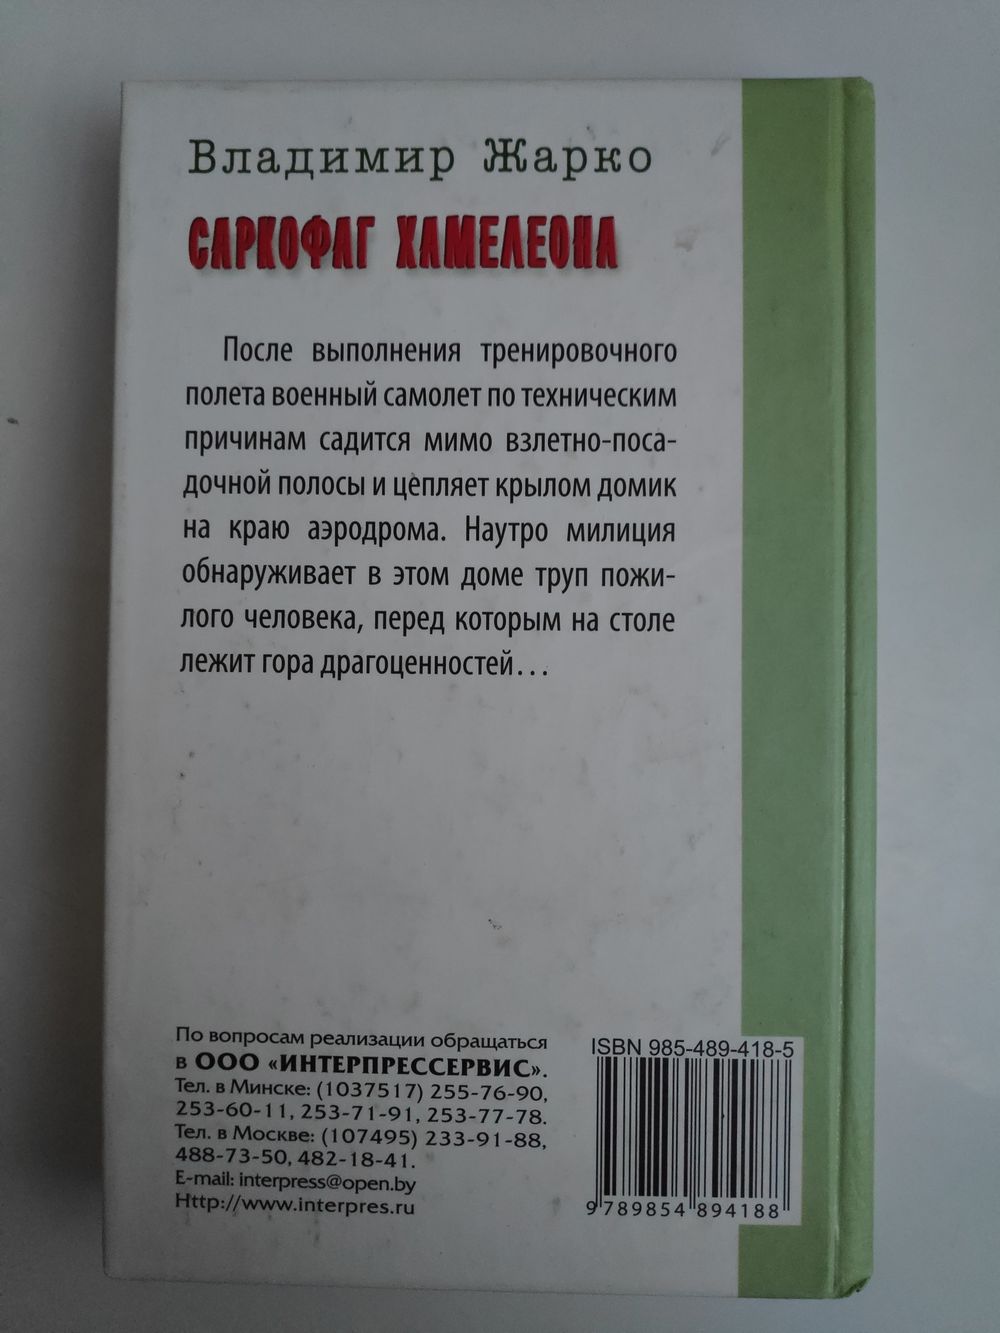 Владимир Жарко
САРКОФАГ ХАМЕЛЕОНА
После выполнения тренировочного
полета военный самолет по техническим
причинам садится мимо взлетно-поса-
дочной полосы и цепляет крылом домик
на краю аэродрома. Наутро милиция
обнаруживает в этом доме труп пожи-
лого человека, перед которым на столе
лежит гора драгоценностей...
По вопросам реализации обращаться
в ООО «ИНТЕРПРЕССЕРВИС».
Тел. в Минске: (1037517) 255-76-90,
253-60-11, 253-71-91, 253-77-78.
Тел. в Москве: (107495) 233-91-88,
488-73-50, 482-18-41.
E-mail: interpress@open.by
Http://www.interpres.ru
ISBN 985-489-418-5
9 789854 894188